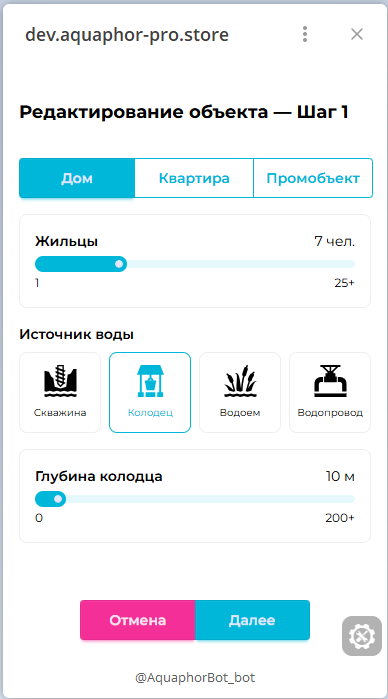 dev.aquaphor-pro.store
Редактирование объекта — Шаг 1
Дом Квартира Промобъект
Жильцы 7 чел.
1 25+
Источник воды
Скважина Колодец Водоем Водопровод
Глубина колодца 10 м
0 200+
Отмена Далее
@AquaphorBot_bot